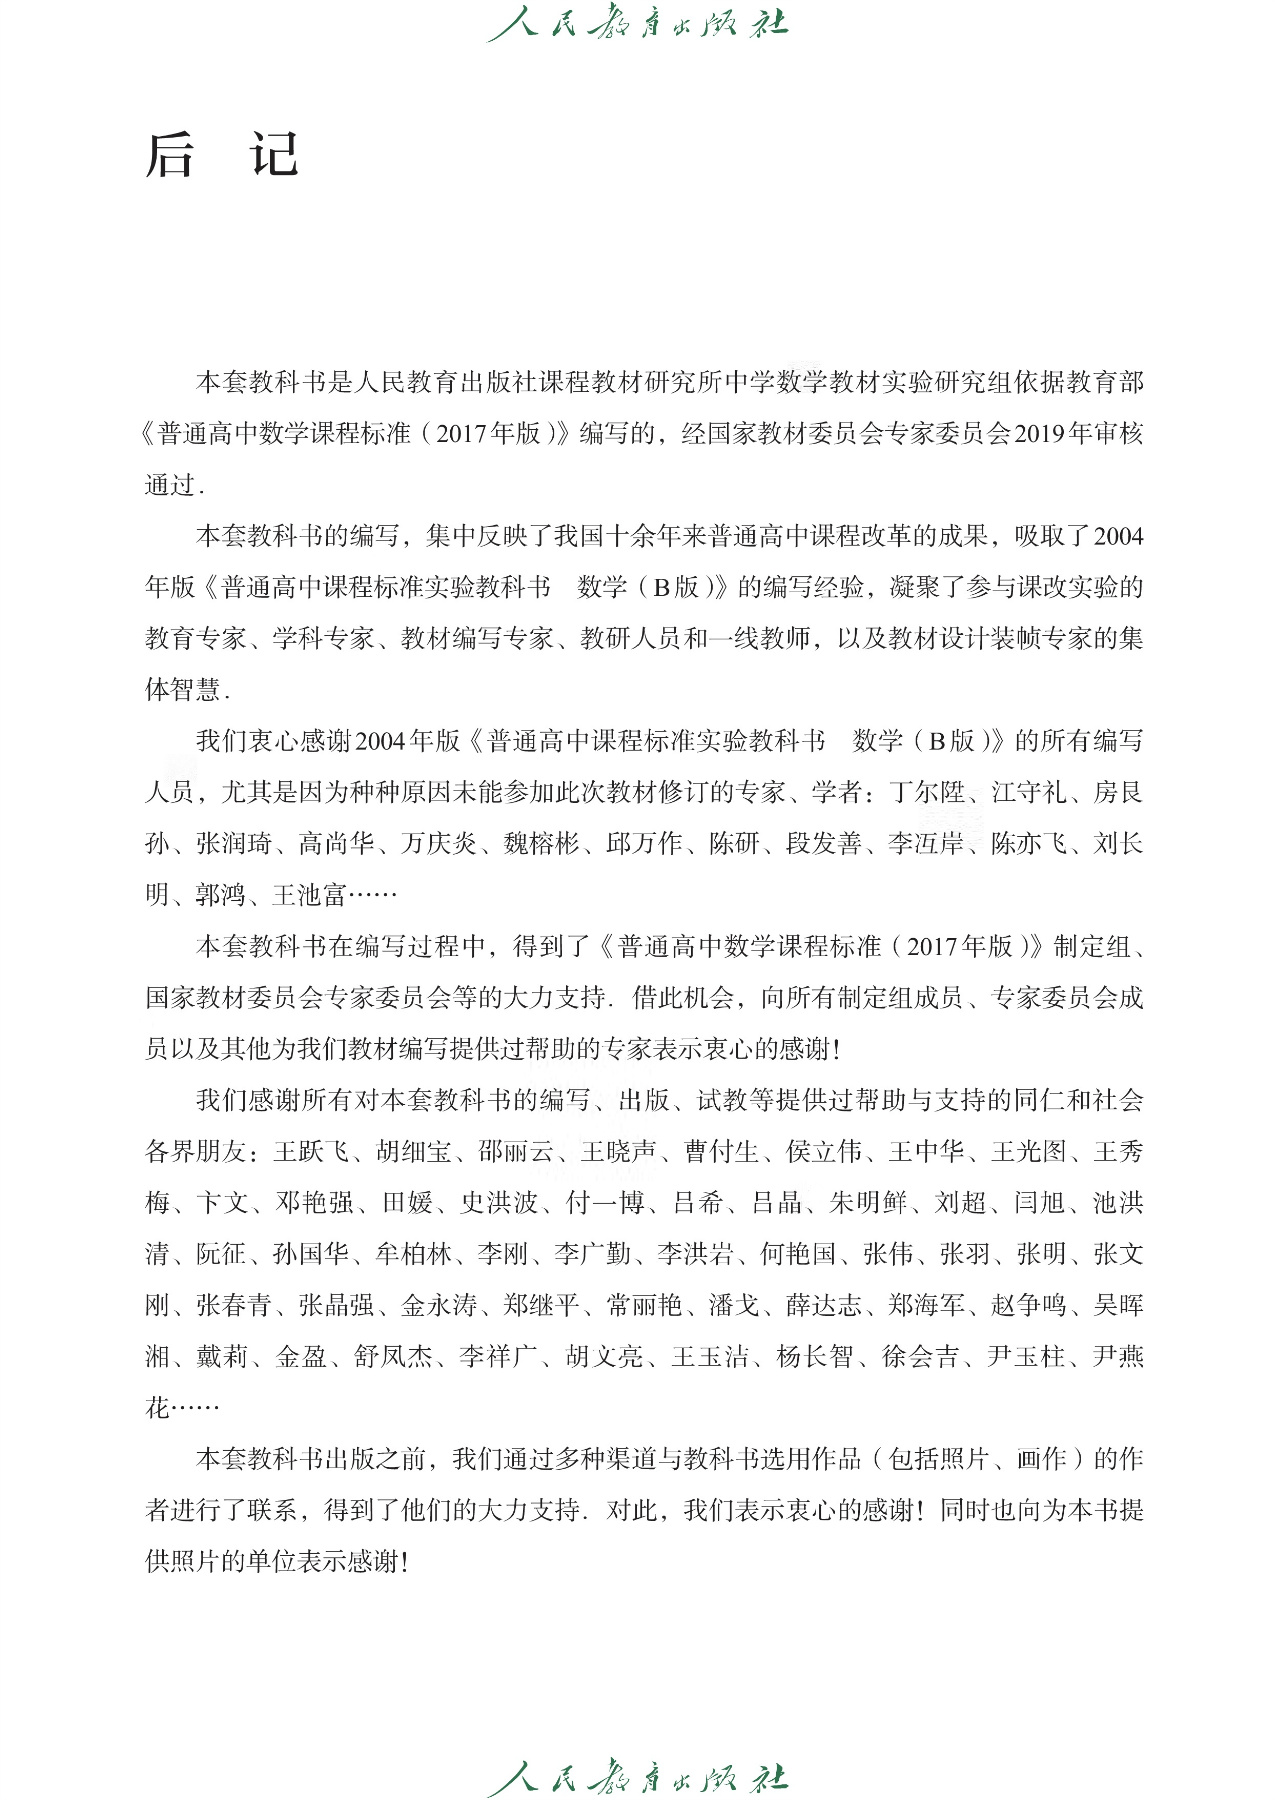 人民教育出版社
后 记
本套教科书是人民教育出版社课程教材研究所中学数学教材实验研究组依据教育部
《普通高中数学课程标准（2017年版）》编写的，经国家教材委员会专家委员会2019年审核
通过．
本套教科书的编写，集中反映了我国十余年来普通高中课程改革的成果，吸取了2004
年版《普通高中课程标准实验教科书　数学（B版）》的编写经验，凝聚了参与课改实验的
教育专家、学科专家、教材编写专家、教研人员和一线教师，以及教材设计装帧专家的集
体智慧．
我们衷心感谢2004年版《普通高中课程标准实验教科书　数学（B版）》的所有编写
人员，尤其是因为种种原因未能参加此次教材修订的专家、学者：丁尔陞、江守礼、房艮
孙、张润琦、高尚华、万庆炎、魏榕彬、邱万作、陈研、段发善、李冱岸、陈亦飞、刘长
明、郭鸿、王池富……
本套教科书在编写过程中，得到了《普通高中数学课程标准（2017年版）》制定组、
国家教材委员会专家委员会等的大力支持．借此机会，向所有制定组成员、专家委员会成
员以及其他为我们教材编写提供过帮助的专家表示衷心的感谢！
我们感谢所有对本套教科书的编写、出版、试教等提供过帮助与支持的同仁和社会
各界朋友：王跃飞、胡细宝、邵丽云、王晓声、曹付生、侯立伟、王中华、王光图、王秀
梅、卞文、邓艳强、田媛、史洪波、付一博、吕希、吕晶、朱明鲜、刘超、闫旭、池洪
清、阮征、孙国华、牟柏林、李刚、李广勤、李洪岩、何艳国、张伟、张羽、张明、张文
刚、张春青、张晶强、金永涛、郑继平、常丽艳、潘戈、薛达志、郑海军、赵争鸣、吴晖
湘、戴莉、金盈、舒凤杰、李祥广、胡文亮、王玉洁、杨长智、徐会吉、尹玉柱、尹燕
花……
本套教科书出版之前，我们通过多种渠道与教科书选用作品（包括照片、画作）的作
者进行了联系，得到了他们的大力支持．对此，我们表示衷心的感谢！同时也向为本书提
供照片的单位表示感谢！
人民教育出版社